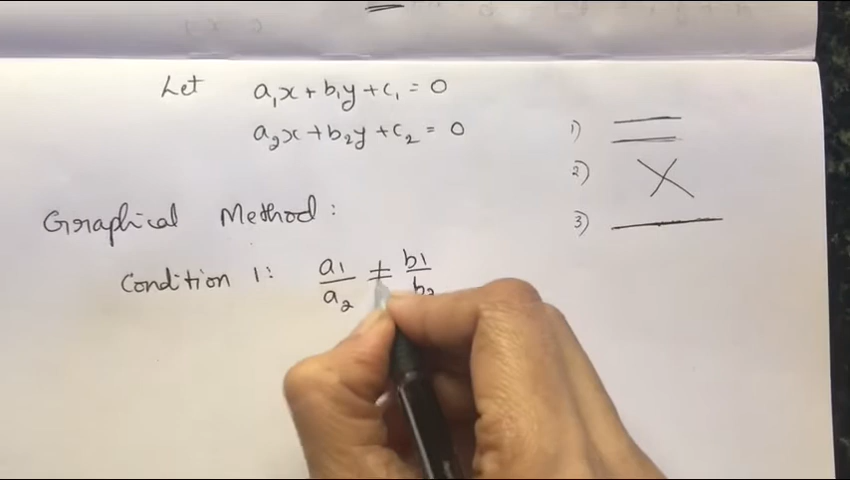 Let a₁x + b₁y + c₁ = 0
a₂x + b₂y + c₂ = 0
1)
2)
3)
Graphical Method :
Condition 1: a₁/a₂ ≠ b₁/b₂